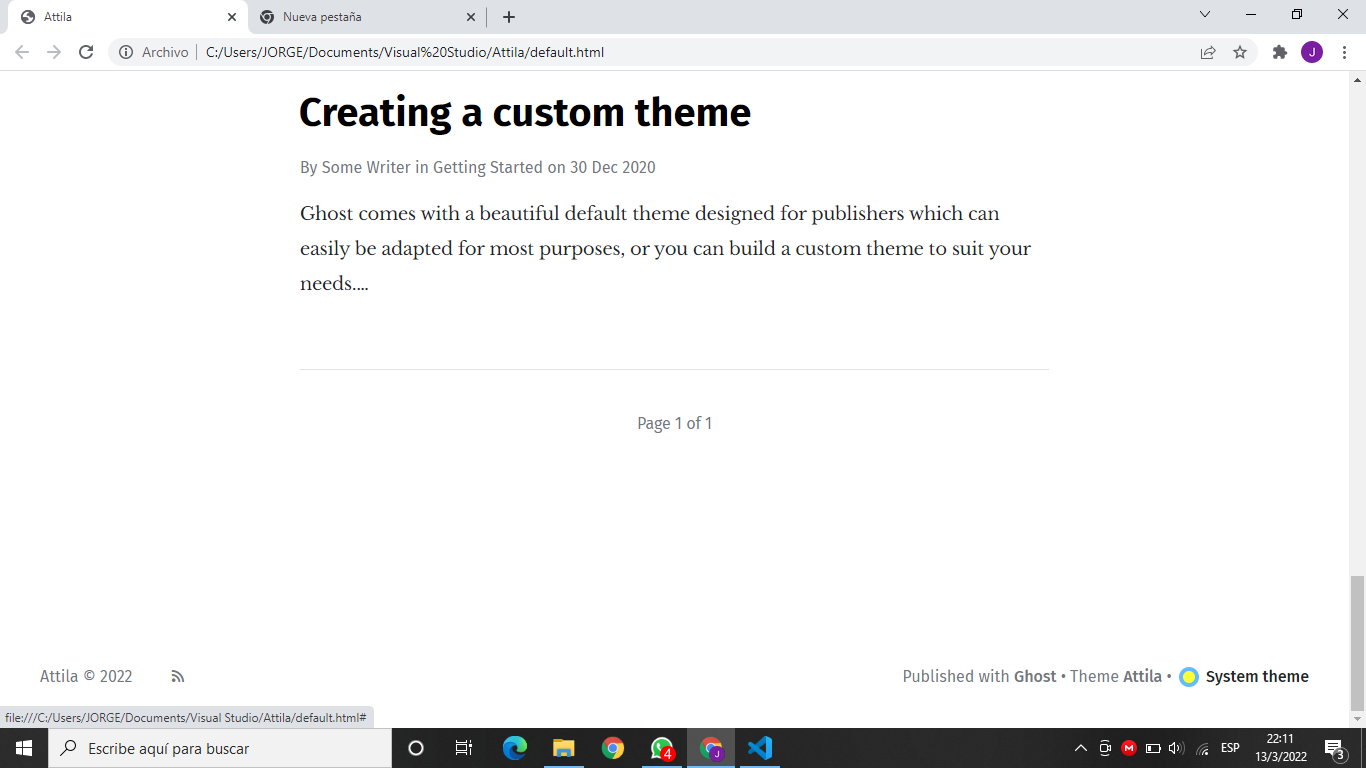 Attila
Nueva pestaña
Archivo
C:/Users/JORGE/Documents/Visual%20Studio/Attila/default.html
J
Creating a custom theme
By Some Writer in Getting Started on 30 Dec 2020
Ghost comes with a beautiful default theme designed for publishers which can
easily be adapted for most purposes, or you can build a custom theme to suit your
needs.…
Page 1 of 1
Attila © 2022
Published with Ghost • Theme Attila • System theme
file:///C:/Users/JORGE/Documents/Visual Studio/Attila/default.html#
Escribe aquí para buscar
4
J
M
ESP
22:11
13/3/2022
3